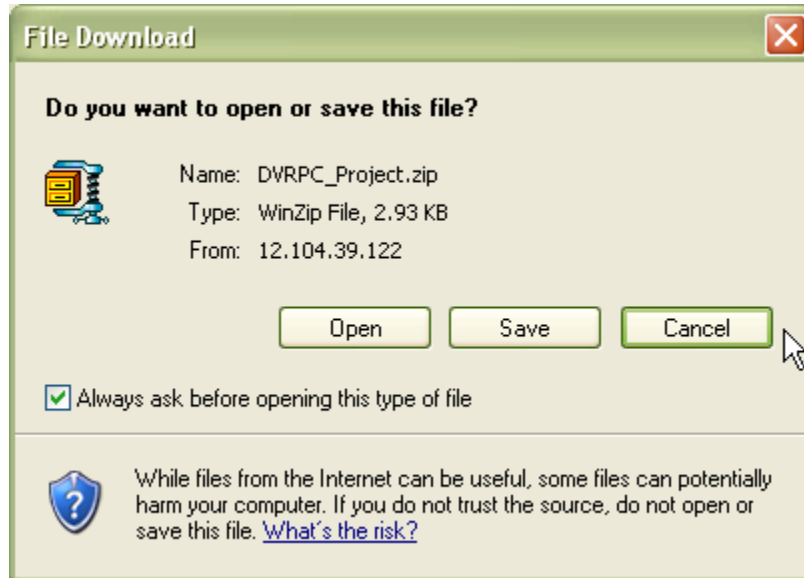 File Download
Do you want to open or save this file?
Name: DVRPC_Project.zip
Type: WinZip File, 2.93 KB
From: 12.104.39.122
Open Save Cancel
Always ask before opening this type of file
While files from the Internet can be useful, some files can potentially
harm your computer. If you do not trust the source, do not open or
save this file. What's the risk?